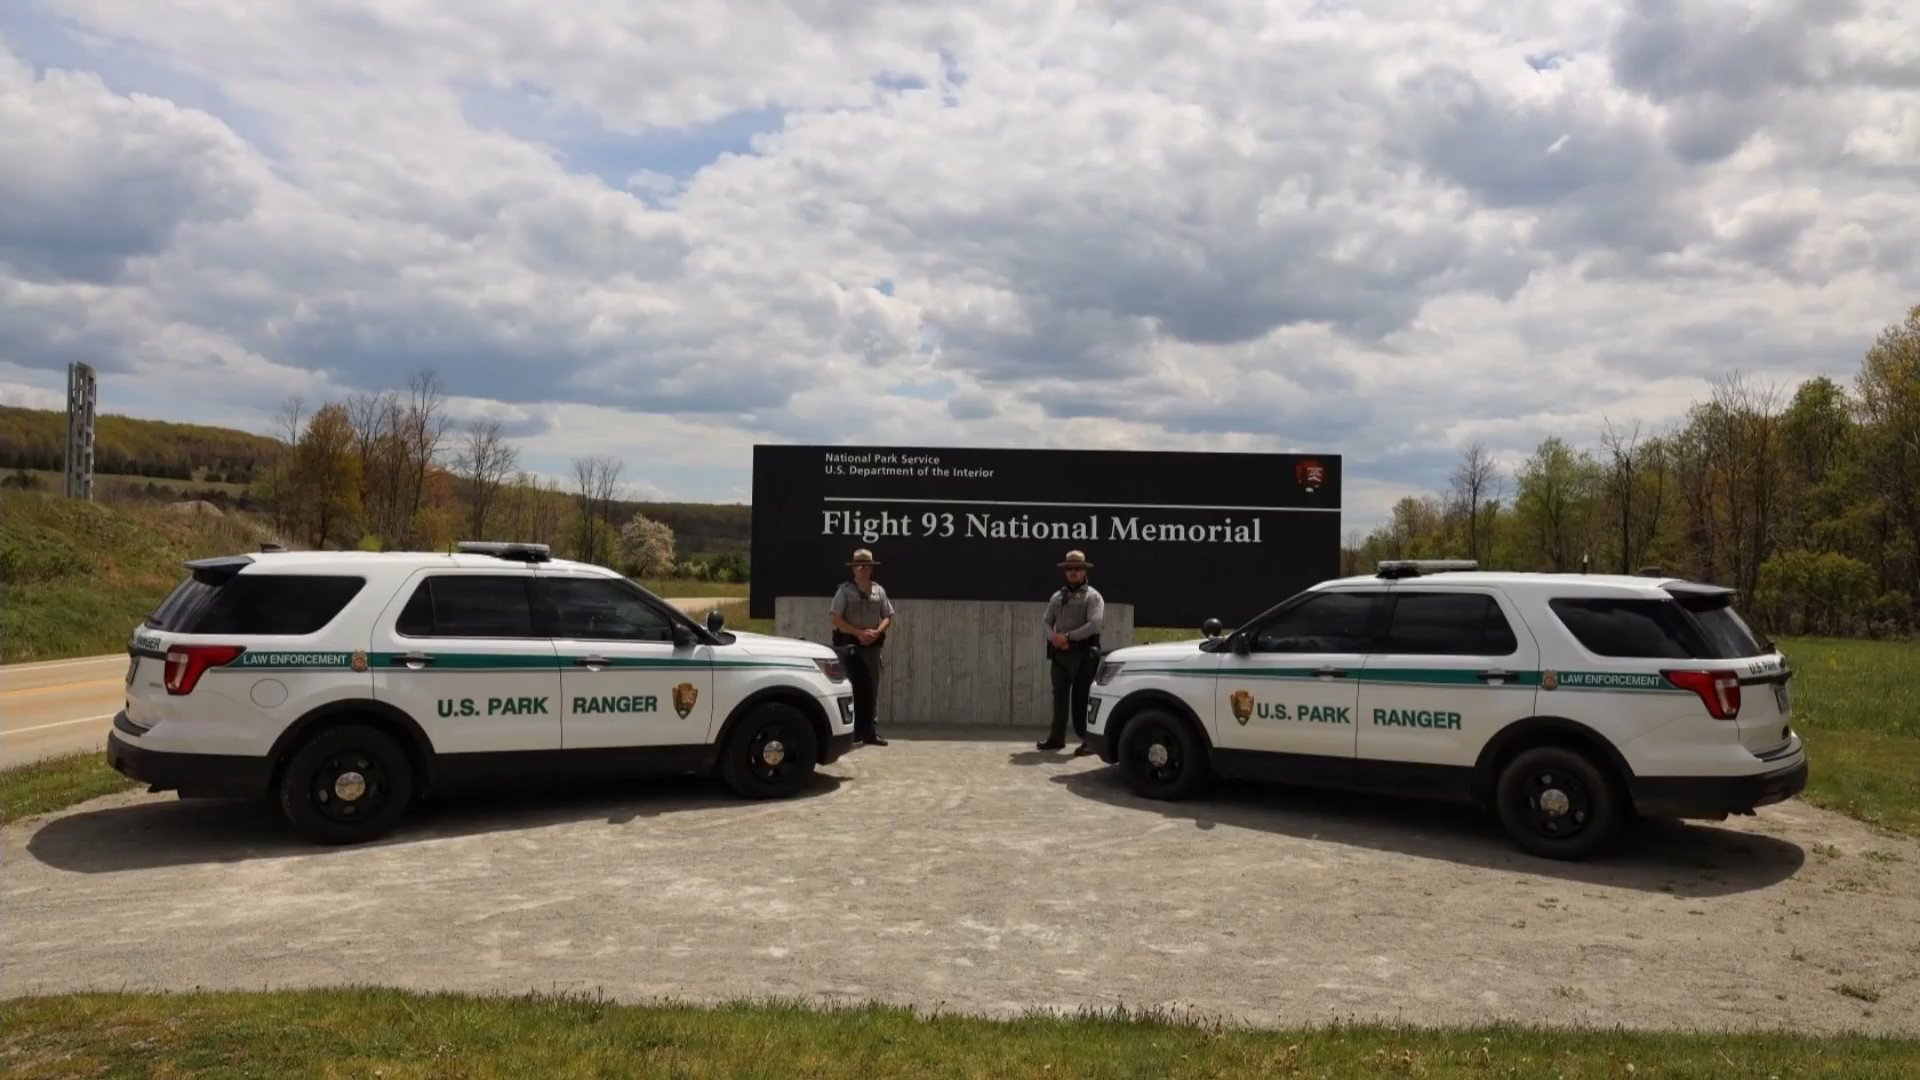 National Park Service
U.S. Department of the Interior
Flight 93 National Memorial
RANGER
LAW ENFORCEMENT
U.S. PARK RANGER
U.S. PARK RANGER
LAW ENFORCEMENT
U.S. PARK